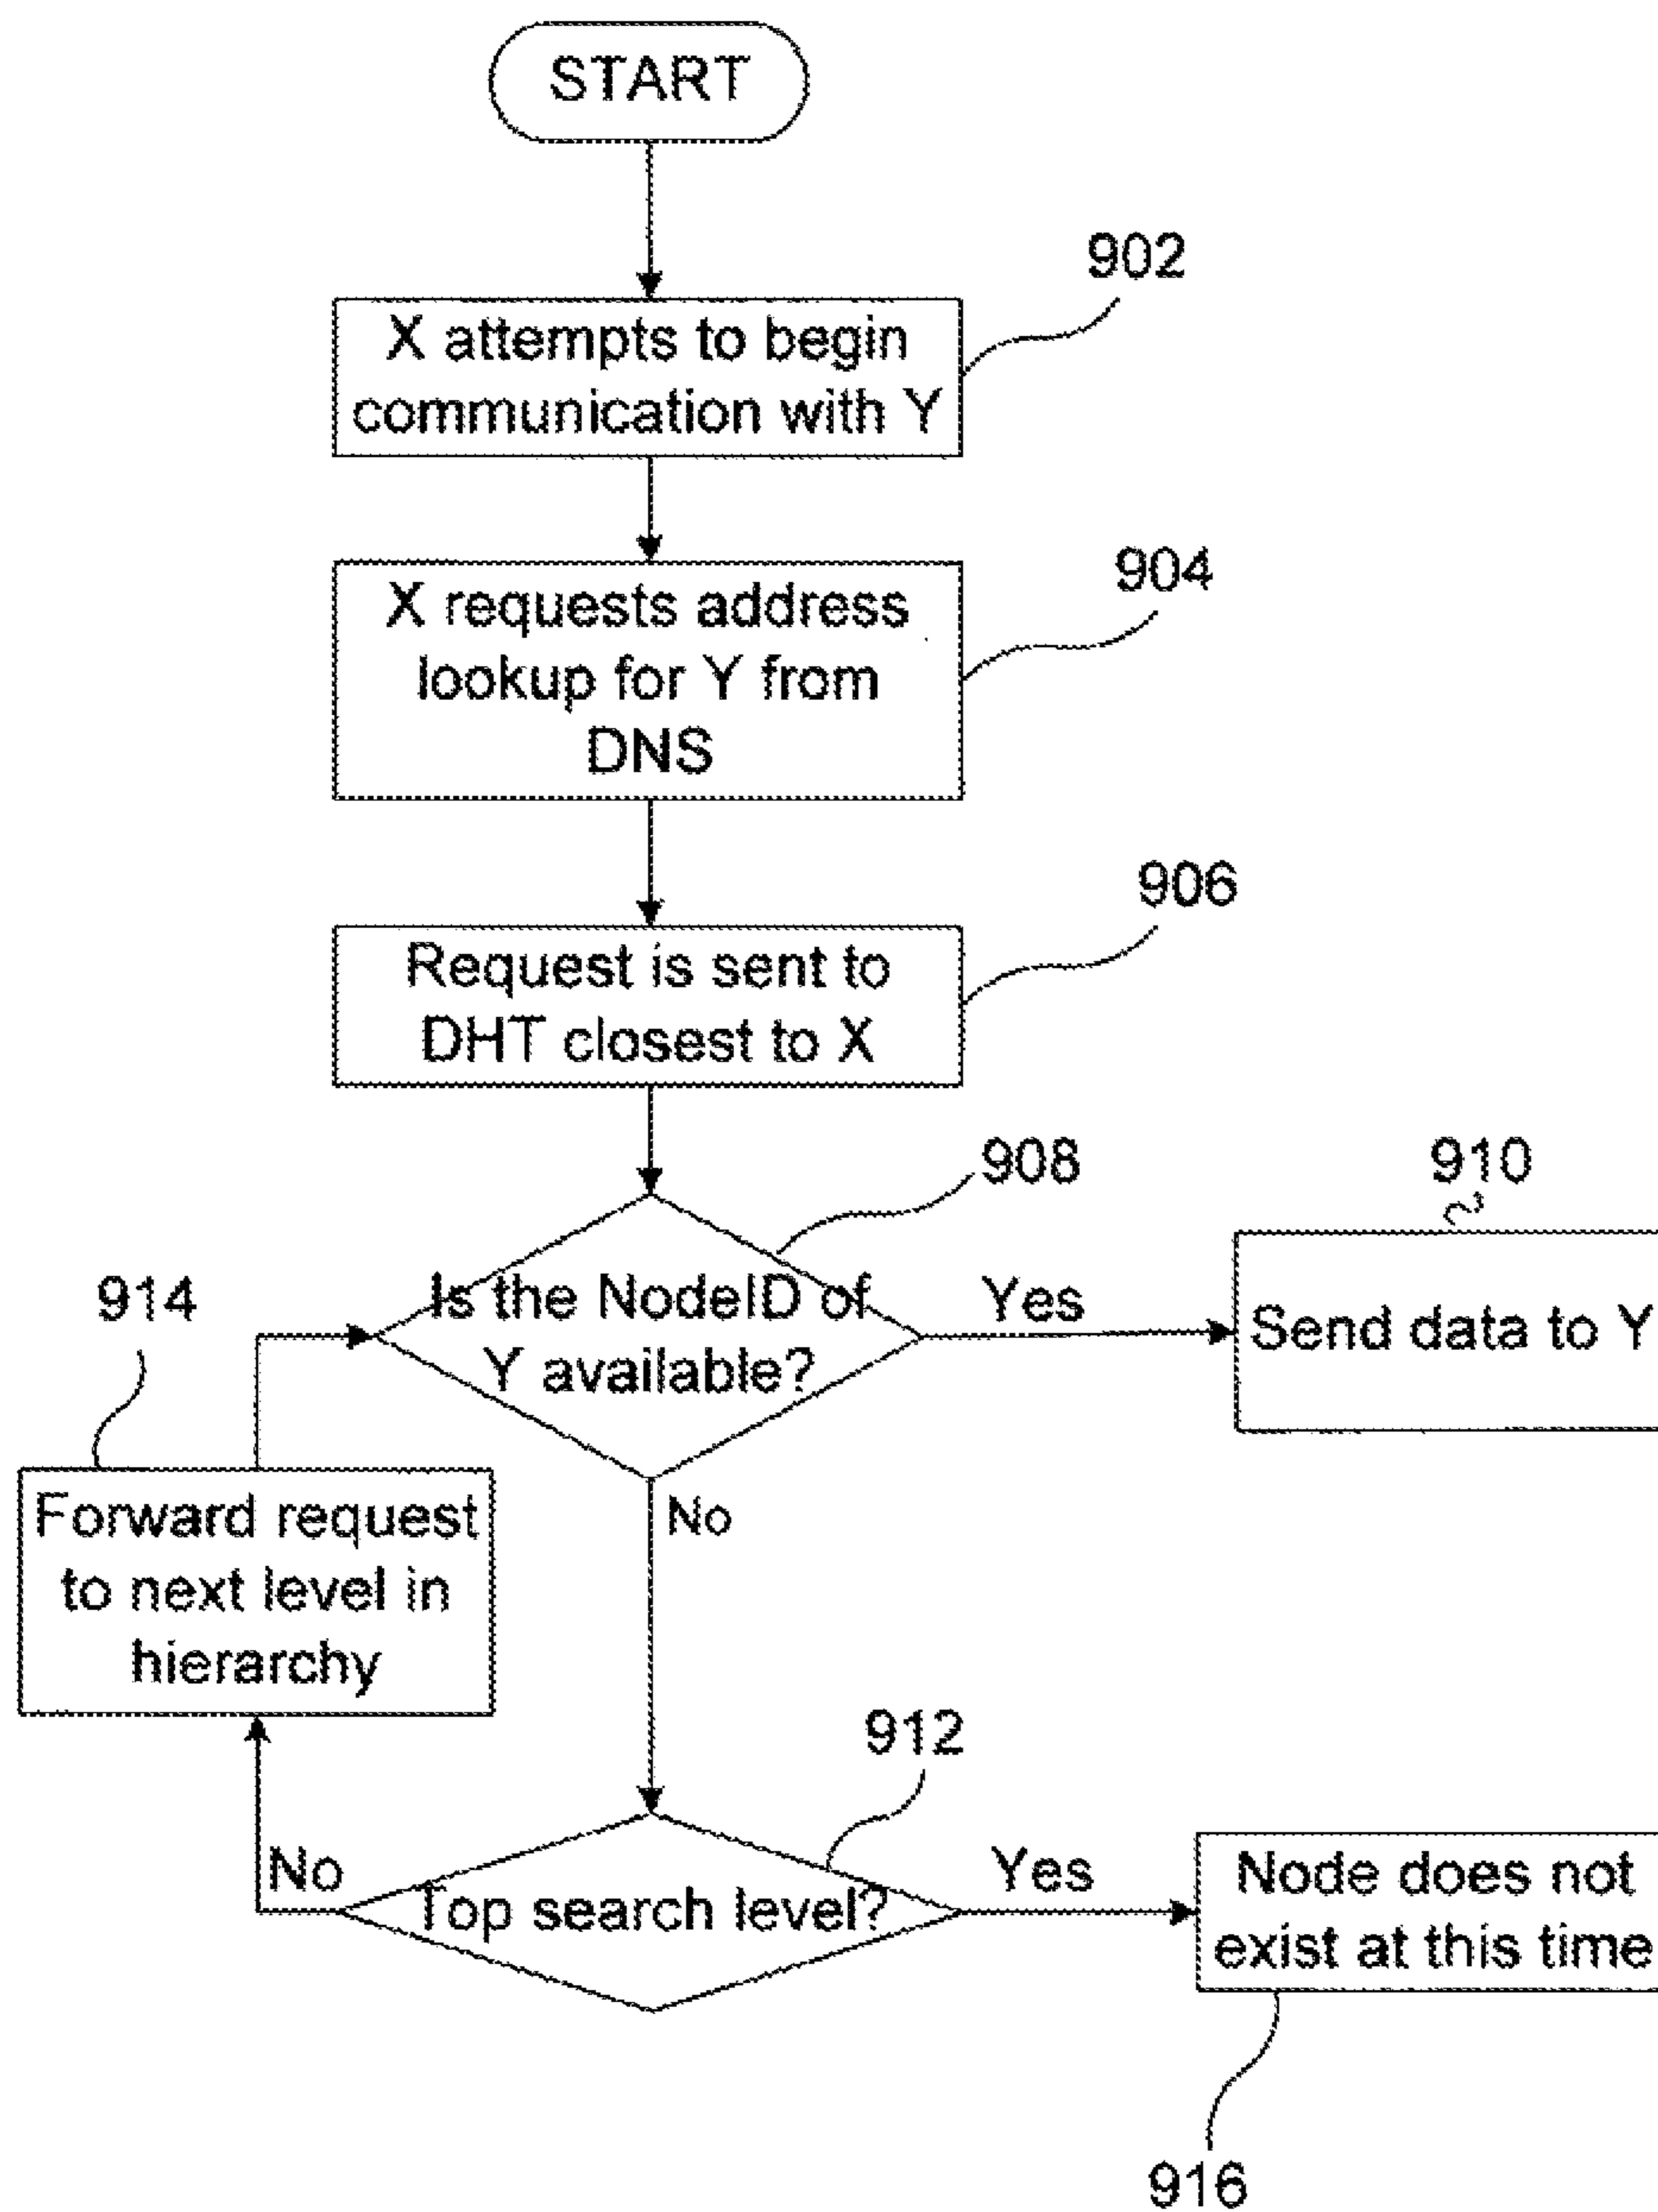 START
902
X attempts to begin
communication with Y
904
X requests address
lookup for Y from
DNS
906
Request is sent to
DHT closest to X
908
910
914
Is the NodeID of
Y available?
Yes
Send data to Y
No
Forward request
to next level in
hierarchy
912
No
Top search level?
Yes
Node does not
exist at this time
916